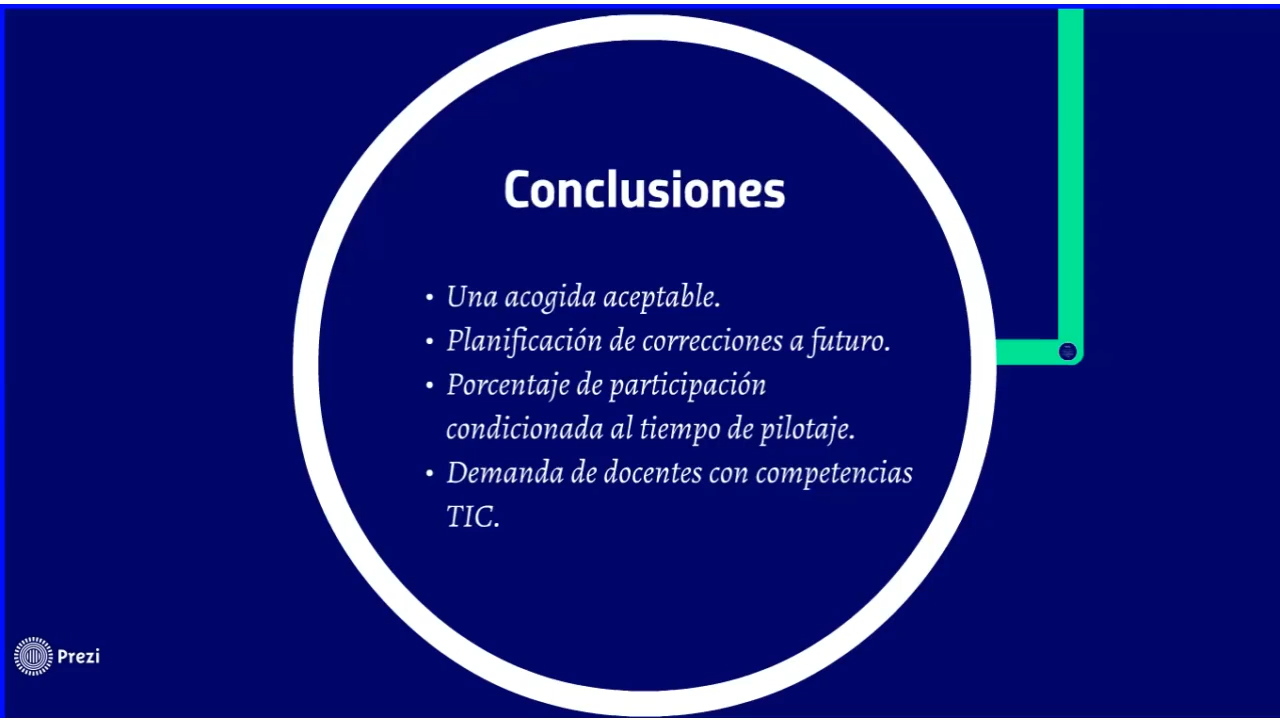 Conclusiones
• Una acogida aceptable.
• Planificación de correcciones a futuro.
• Porcentaje de participación
condicionada al tiempo de pilotaje.
• Demanda de docentes con competencias
TIC.
Prezi